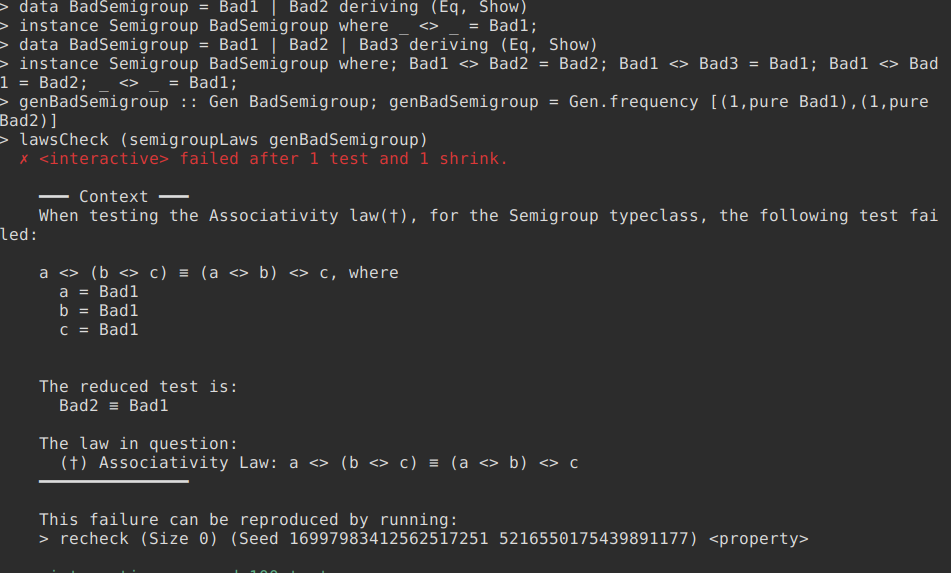 > data BadSemigroup = Bad1 | Bad2 deriving (Eq, Show)
> instance Semigroup BadSemigroup where _ <> _ = Bad1;
> data BadSemigroup = Bad1 | Bad2 | Bad3 deriving (Eq, Show)
> instance Semigroup BadSemigroup where; Bad1 <> Bad2 = Bad2; Bad1 <> Bad3 = Bad1; Bad1 <> Bad
1 = Bad2; _ <> _ = Bad1;
> genBadSemigroup :: Gen BadSemigroup; genBadSemigroup = Gen.frequency [(1,pure Bad1),(1,pure
Bad2)]
> lawsCheck (semigroupLaws genBadSemigroup)
✗ <interactive> failed after 1 test and 1 shrink.
━━━ Context ━━━
When testing the Associativity law(†), for the Semigroup typeclass, the following test fai
led:
a <> (b <> c) ≡ (a <> b) <> c, where
a = Bad1
b = Bad1
c = Bad1
The reduced test is:
Bad2 ≡ Bad1
The law in question:
(†) Associativity Law: a <> (b <> c) ≡ (a <> b) <> c
━━━━━━━━━━━━━━━
This failure can be reproduced by running:
> recheck (Size 0) (Seed 16997983412562517251 5216550175439891177) <property>